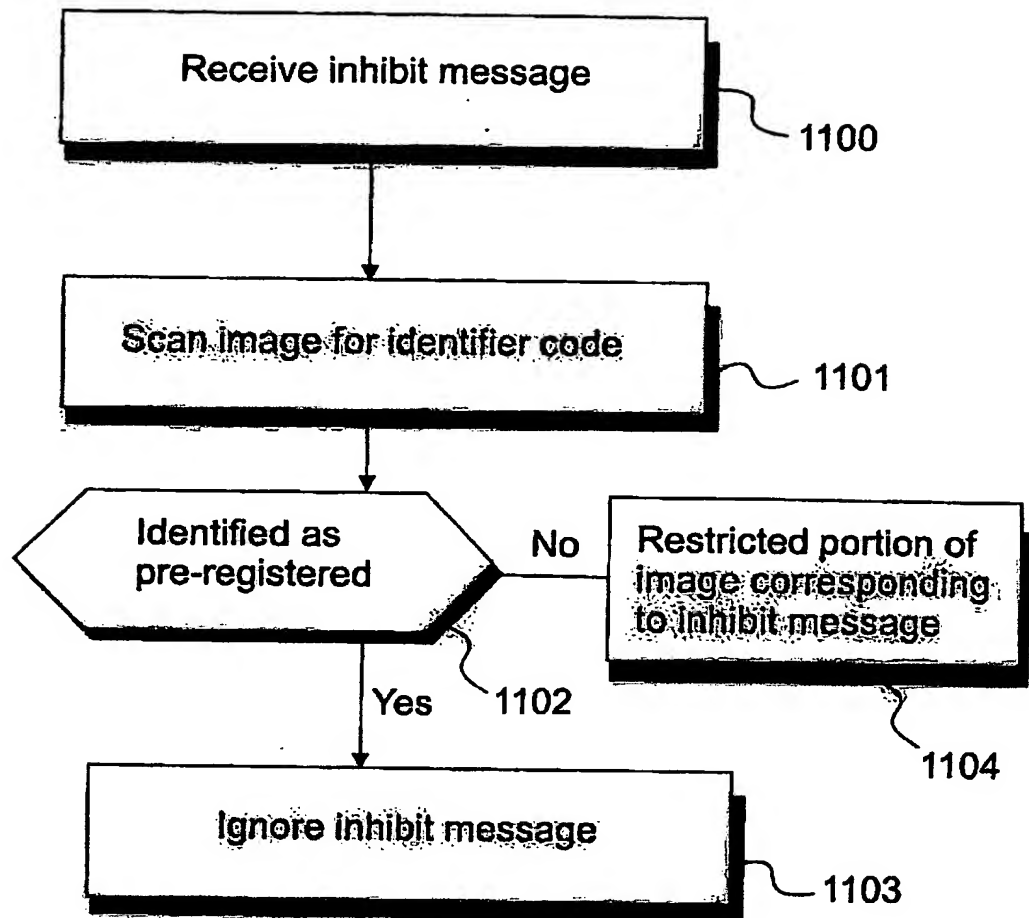 Receive inhibit message
1100
Scan image for identifier code
1101
Identified as
pre-registered
No
Restricted portion of
image corresponding
to inhibit message
Yes
1102
1104
Ignore inhibit message
1103